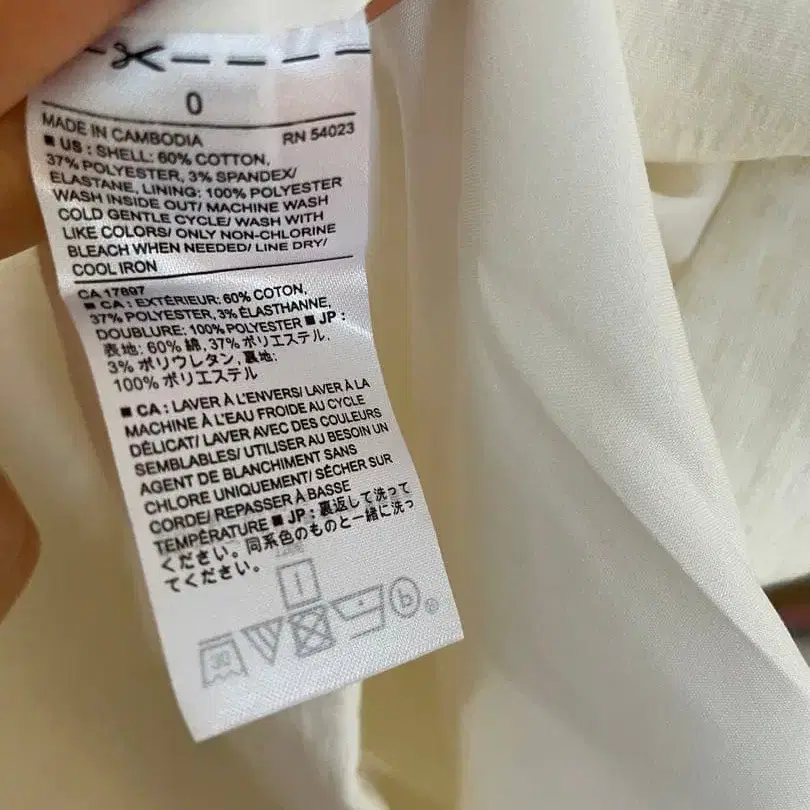 0
MADE IN CAMBODIA RN 54023
■ US : SHELL: 60% COTTON,
37% POLYESTER, 3% SPANDEX/
ELASTANE, LINING: 100% POLYESTER
WASH INSIDE OUT/ MACHINE WASH
COLD GENTLE CYCLE/ WASH WITH
LIKE COLORS/ ONLY NON-CHLORINE
BLEACH WHEN NEEDED/ LINE DRY/
COOL IRON
CA 17897
■ CA : EXTÉRIEUR: 60% COTON,
37% POLYESTER, 3% ÉLASTHANNE,
DOUBLURE: 100% POLYESTER ■ JP :
表地: 60% 綿, 37% ポリエステル,
3% ポリウレタン, 裏地:
100% ポリエステル
■ CA : LAVER À L'ENVERS/ LAVER À LA
MACHINE À L'EAU FROIDE AU CYCLE
DÉLICAT/ LAVER AVEC DES COULEURS
SEMBLABLES/ UTILISER AU BESOIN UN
AGENT DE BLANCHIMENT SANS
CHLORE UNIQUEMENT/ SÉCHER SUR
CORDE/ REPASSER À BASSE
TEMPÉRATURE ■ JP : 裏返して洗って
ください。同系色のものと一緒に洗っ
てください。